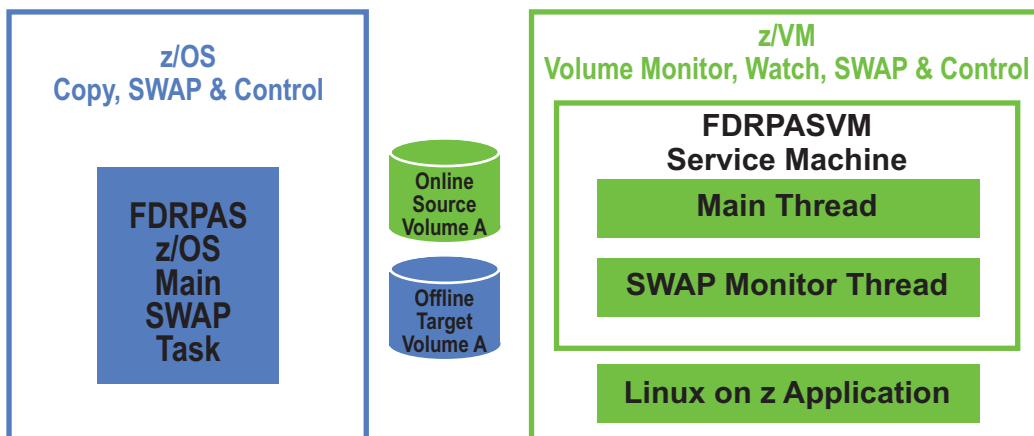 z/OS
Copy, SWAP & Control
FDRPAS
z/OS
Main
SWAP
Task
Online
Source
Volume A
Offline
Target
Volume A
z/VM
Volume Monitor, Watch, SWAP & Control
FDRPASVM
Service Machine
Main Thread
SWAP Monitor Thread
Linux on z Application